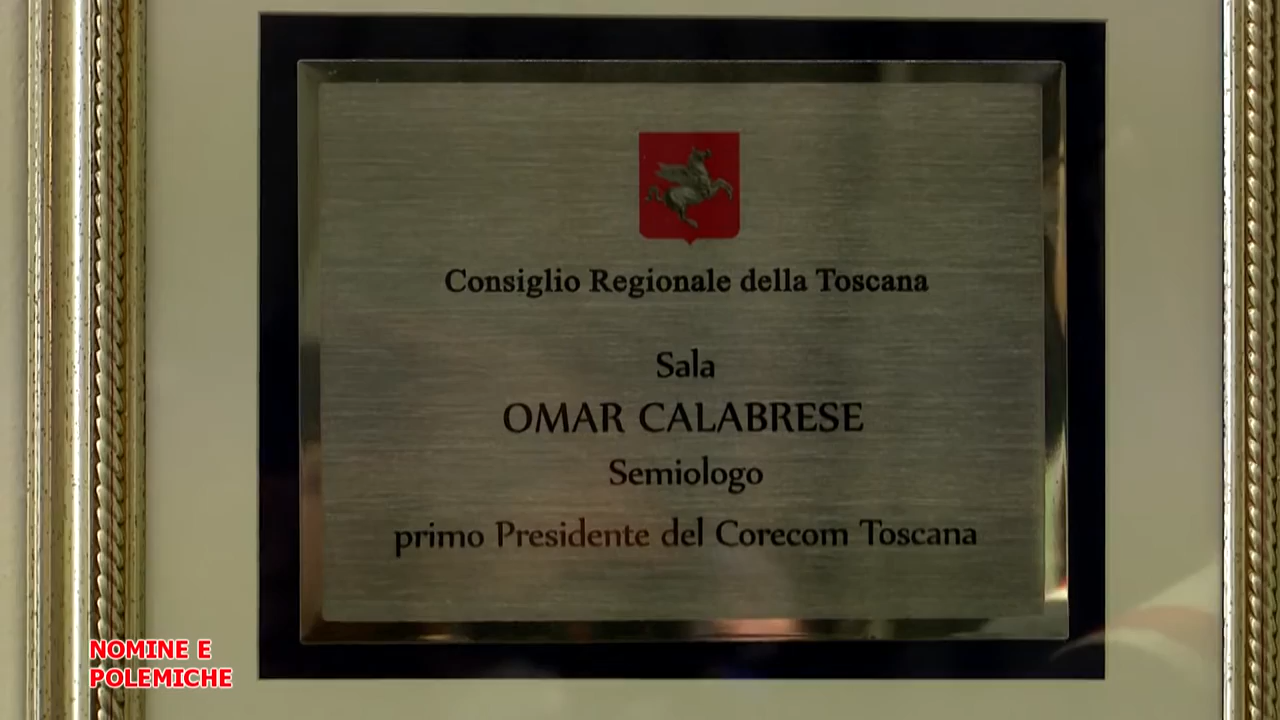 Consiglio Regionale della Toscana
Sala
OMAR CALABRESE
Semiologo
primo Presidente del Corecom Toscana
NOMINE E
POLEMICHE